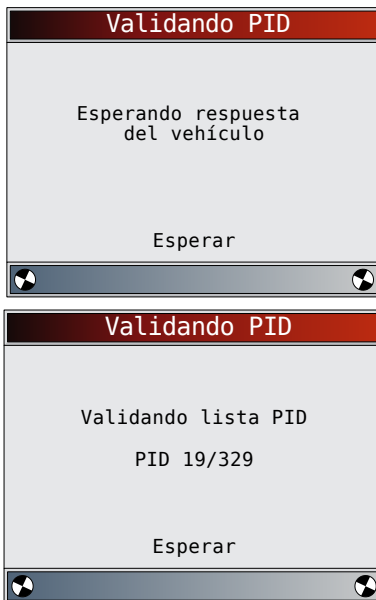 Validando PID
Esperando respuesta
del vehículo
Esperar
Validando PID
Validando lista PID
PID 19/329
Esperar